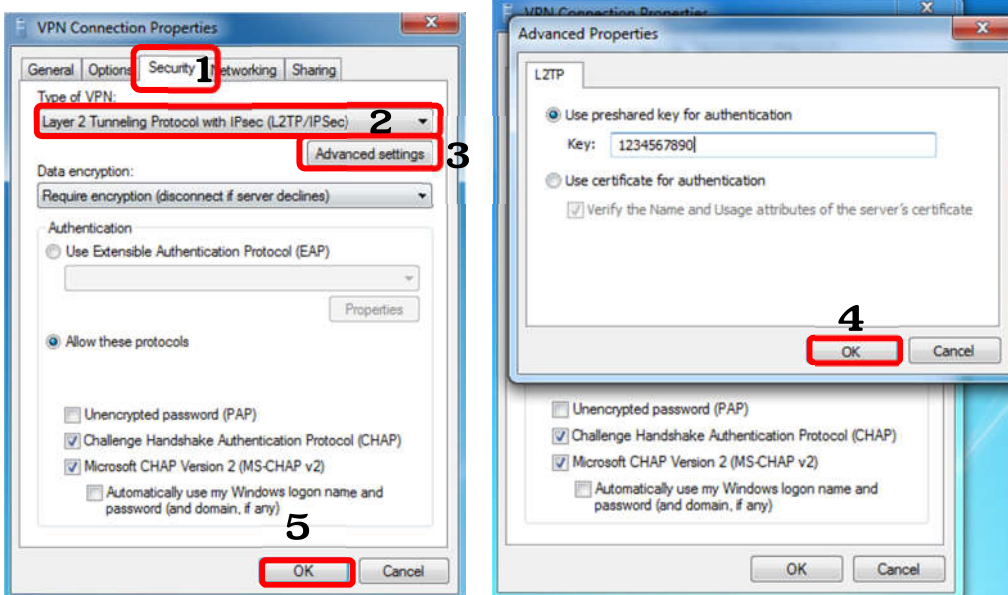 VPN Connection Properties
General Options Security Networking Sharing
1
Type of VPN:
Layer 2 Tunneling Protocol with IPsec (L2TP/IPSec)
2
Advanced settings
3
Data encryption:
Require encryption (disconnect if server declines)
Authentication
Use Extensible Authentication Protocol (EAP)
Properties
Allow these protocols
Unencrypted password (PAP)
Challenge Handshake Authentication Protocol (CHAP)
Microsoft CHAP Version 2 (MS-CHAP v2)
Automatically use my Windows logon name and
password (and domain, if any)
5
OK Cancel
VPN Connection Properties
Advanced Properties
L2TP
Use preshared key for authentication
Key: 1234567890
Use certificate for authentication
Verify the Name and Usage attributes of the server's certificate
4
OK Cancel
Unencrypted password (PAP)
Challenge Handshake Authentication Protocol (CHAP)
Microsoft CHAP Version 2 (MS-CHAP v2)
Automatically use my Windows logon name and
password (and domain, if any)
OK Cancel